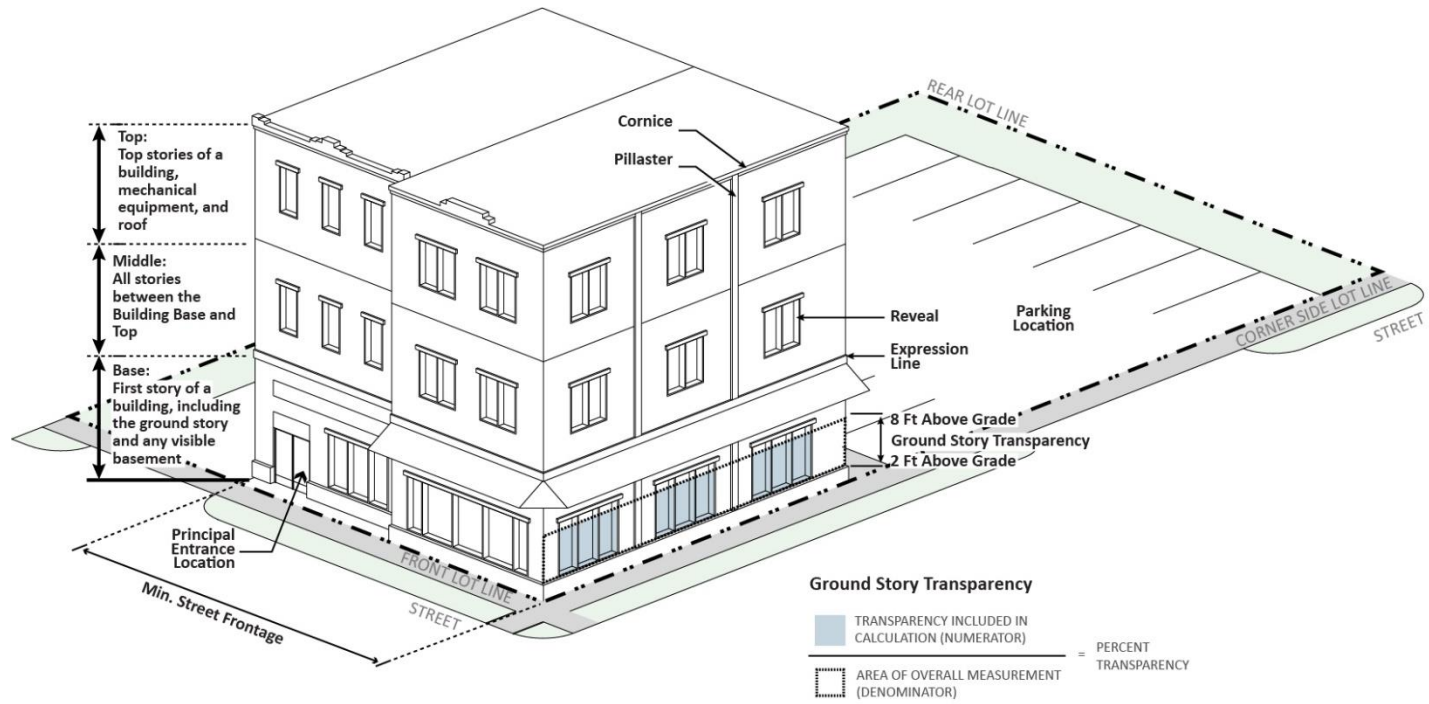 REAR LOT LINE
Cornice
Pillaster
Top:
Top stories of a
building,
mechanical
equipment, and
roof
Middle:
All stories
between the
Building Base and
Top
Base:
First story of a
building, including
the ground story
and any visible
basement
Reveal
Expression
Line
Parking
Location
CORNER SIDE LOT LINE
STREET
8 Ft Above Grade
Ground Story Transparency
2 Ft Above Grade
Principal
Entrance
Location
FRONT LOT LINE
STREET
Min. Street Frontage
Ground Story Transparency
TRANSPARENCY INCLUDED IN
CALCULATION (NUMERATOR)
= PERCENT
TRANSPARENCY
AREA OF OVERALL MEASUREMENT
(DENOMINATOR)